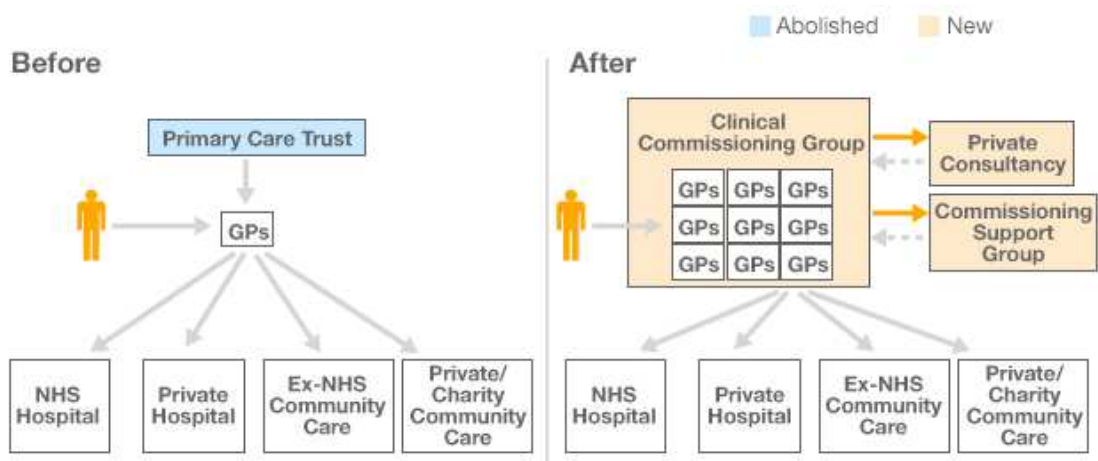 Abolished
New
Before
After
Primary Care Trust
GPs
NHS
Hospital
Private
Hospital
Ex-NHS
Community
Care
Private/
Charity
Community
Care
Clinical
Commissioning Group
GPs GPs GPs
GPs GPs GPs
GPs GPs GPs
Private
Consultancy
Commissioning
Support
Group
NHS
Hospital
Private
Hospital
Ex-NHS
Community
Care
Private/
Charity
Community
Care